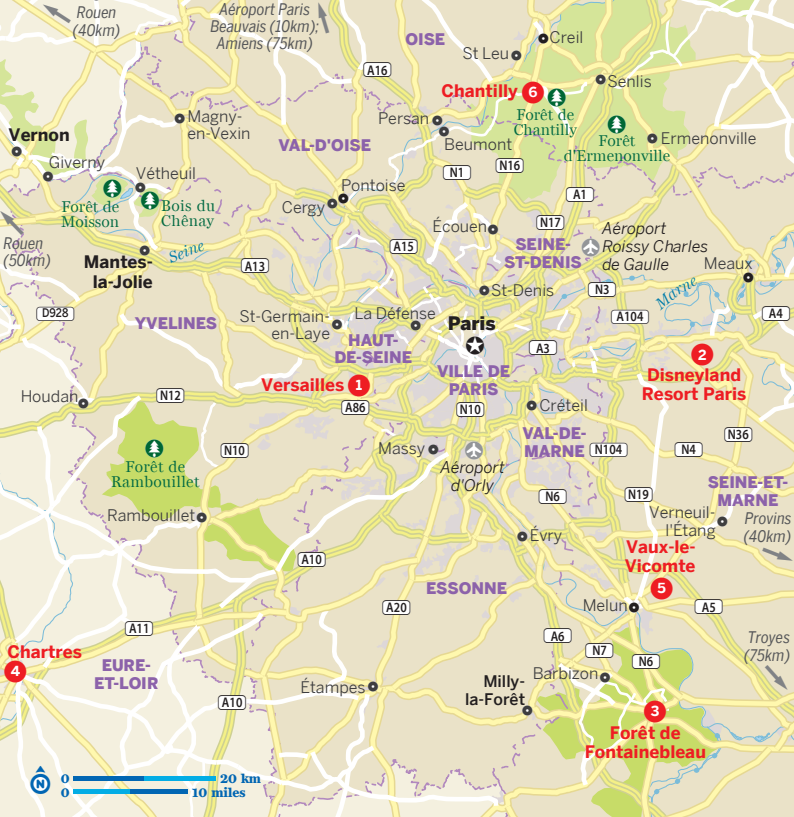 Rouen
(40km)
Aéroport Paris
Beauvais (10km);
Amiens (75km)
OISE
Creil
St Leu
A16
Senlis
Chantilly
6
Forêt de
Chantilly
Magny-
en-Vexin
Persan
Beumont
Forêt
d'Ermenonville
Ermenonville
Vernon
VAL-D'OISE
Giverny
Vétheuil
N1
N16
Pontoise
A1
Forêt de
Moisson
Bois du
Chênay
Cergy
Écouen
N17
Aéroport
Roissy Charles
de Gaulle
Rouen
(50km)
Seine
A15
SEINE-
ST-DENIS
Mantes-
la-Jolie
A13
Meaux
St-Denis
N3
Marne
D928
YVELINES
St-Germain-
en-Laye
La Défense
Paris
A104
A4
HAUT-
DE-SEINE
A3
2
Disneyland
Resort Paris
Versailles
1
VILLE DE
PARIS
Houdan
N12
A86
N10
Créteil
N36
VAL-DE-
MARNE
N104
N4
Massy
N10
Forêt de
Rambouillet
Aéroport
d'Orly
N6
N19
SEINE-ET-
MARNE
Rambouillet
Verneuil-
l'Étang
Provins
(40km)
Évry
Vaux-le-
Vicomte
5
A10
ESSONNE
A20
Melun
A5
A11
A6
Troyes
(75km)
Chartres
4
N7
N6
EURE-
ET-LOIR
Barbizon
Étampes
Milly-
la-Forêt
A10
3
Forêt de
Fontainebleau
N
0
20 km
0
10 miles